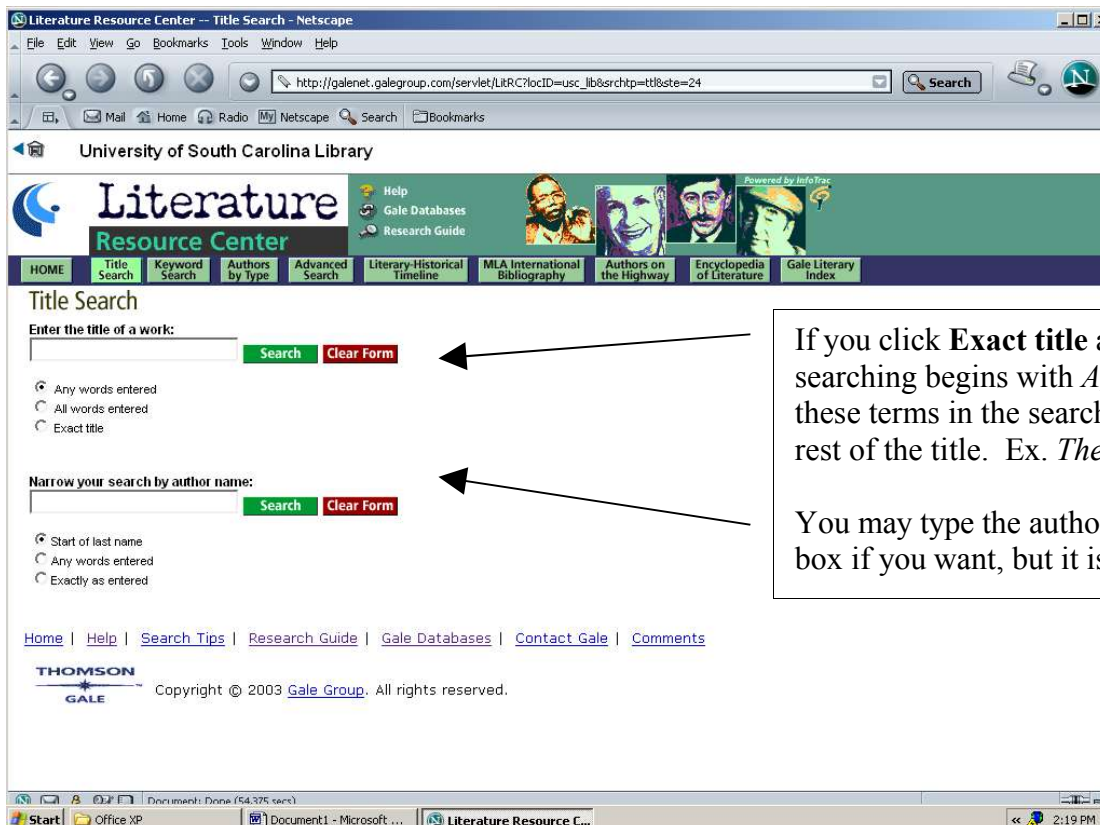 Literature Resource Center -- Title Search - Netscape
File Edit View Go Bookmarks Tools Window Help
http://galenet.galegroup.com/servlet/LitRC?locID=usc_lib&srchtp=ttl&ste=24
Search
Mail Home Radio My Netscape Search Bookmarks
University of South Carolina Library
Literature
Resource Center
Help
Gale Databases
Research Guide
Powered by InfoTrac
HOME
Title Search
Keyword Search
Authors by Type
Advanced Search
Literary-Historical Timeline
MLA International Bibliography
Authors on the Highway
Encyclopedia of Literature
Gale Literary Index
Title Search
Enter the title of a work:
Search Clear Form
Any words entered
All words entered
Exact title
Narrow your search by author name:
Search Clear Form
Start of last name
Any words entered
Exactly as entered
If you click Exact title
searching begins with A
these terms in the search
rest of the title. Ex. The
You may type the autho
box if you want, but it is
Home | Help | Search Tips | Research Guide | Gale Databases | Contact Gale | Comments
THOMSON
GALE
Copyright © 2003 Gale Group. All rights reserved.
Document: Done (54.375 secs)
Start Office XP Document1 - Microsoft ... Literature Resource C... 2:19 PM